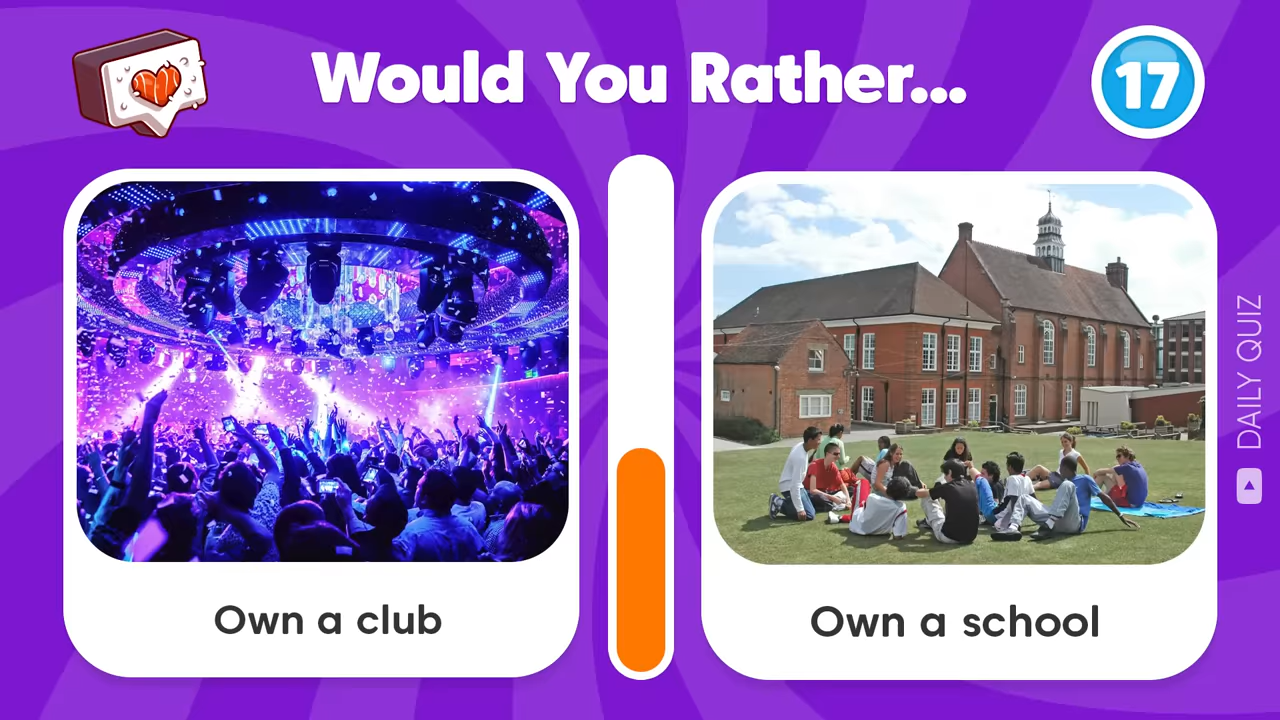 Would You Rather...
17
Own a club
Own a school
DAILY QUIZ